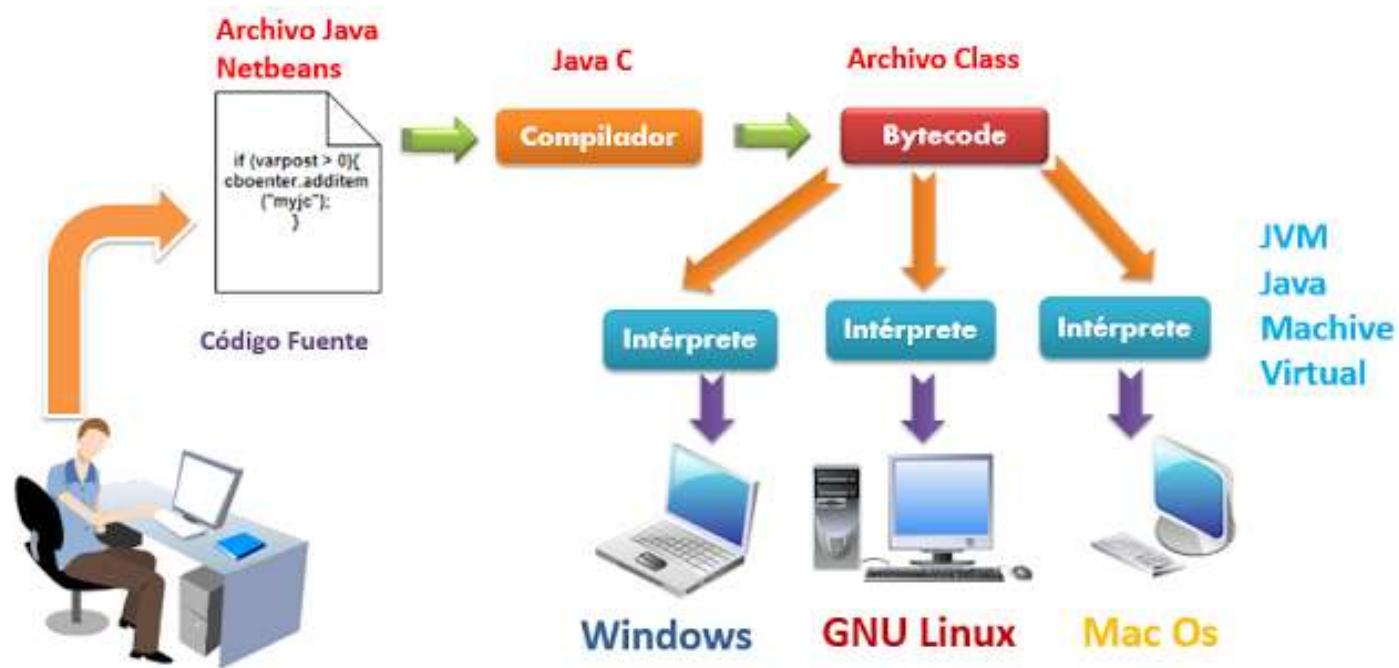 Archivo Java
Netbeans
Java C
Archivo Class
if (varpost > 0){
cboenter.additem
("myjc");
}
Compilador
Bytecode
Código Fuente
Intérprete
Intérprete
Intérprete
JVM
Java
Machive
Virtual
Windows
GNU Linux
Mac Os